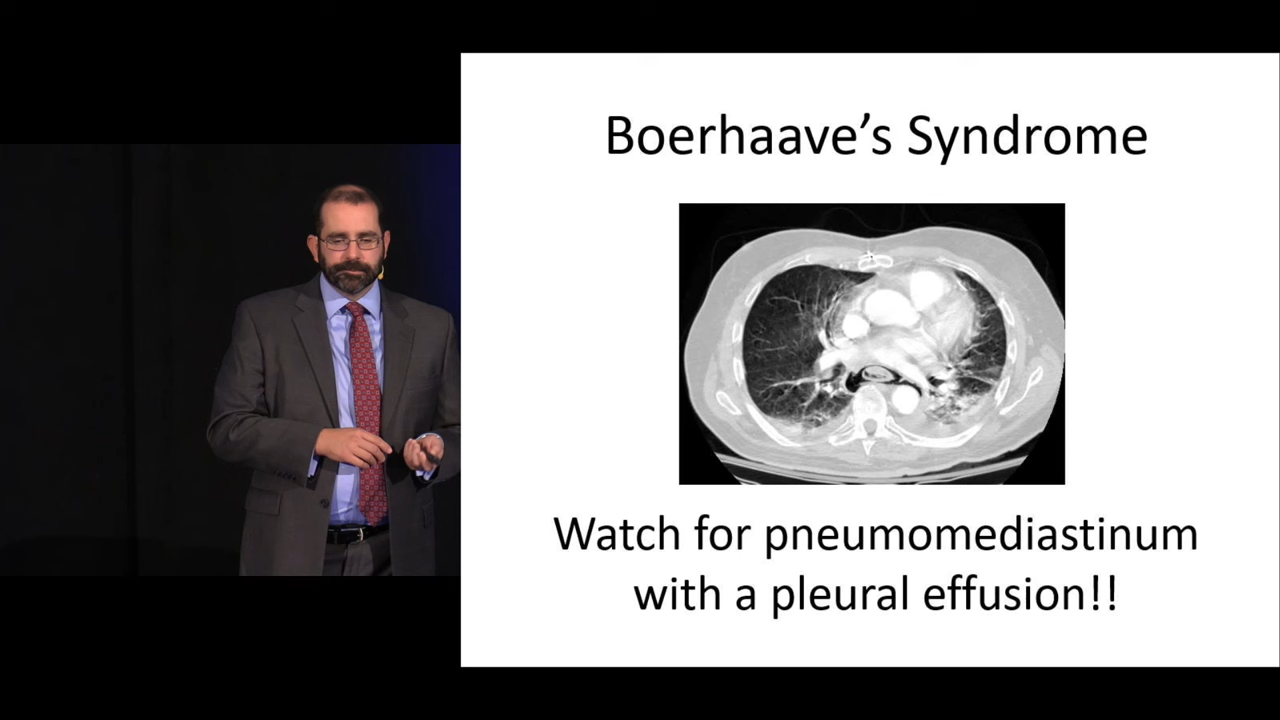 Boerhaave’s Syndrome
Watch for pneumomediastinum
with a pleural effusion!!